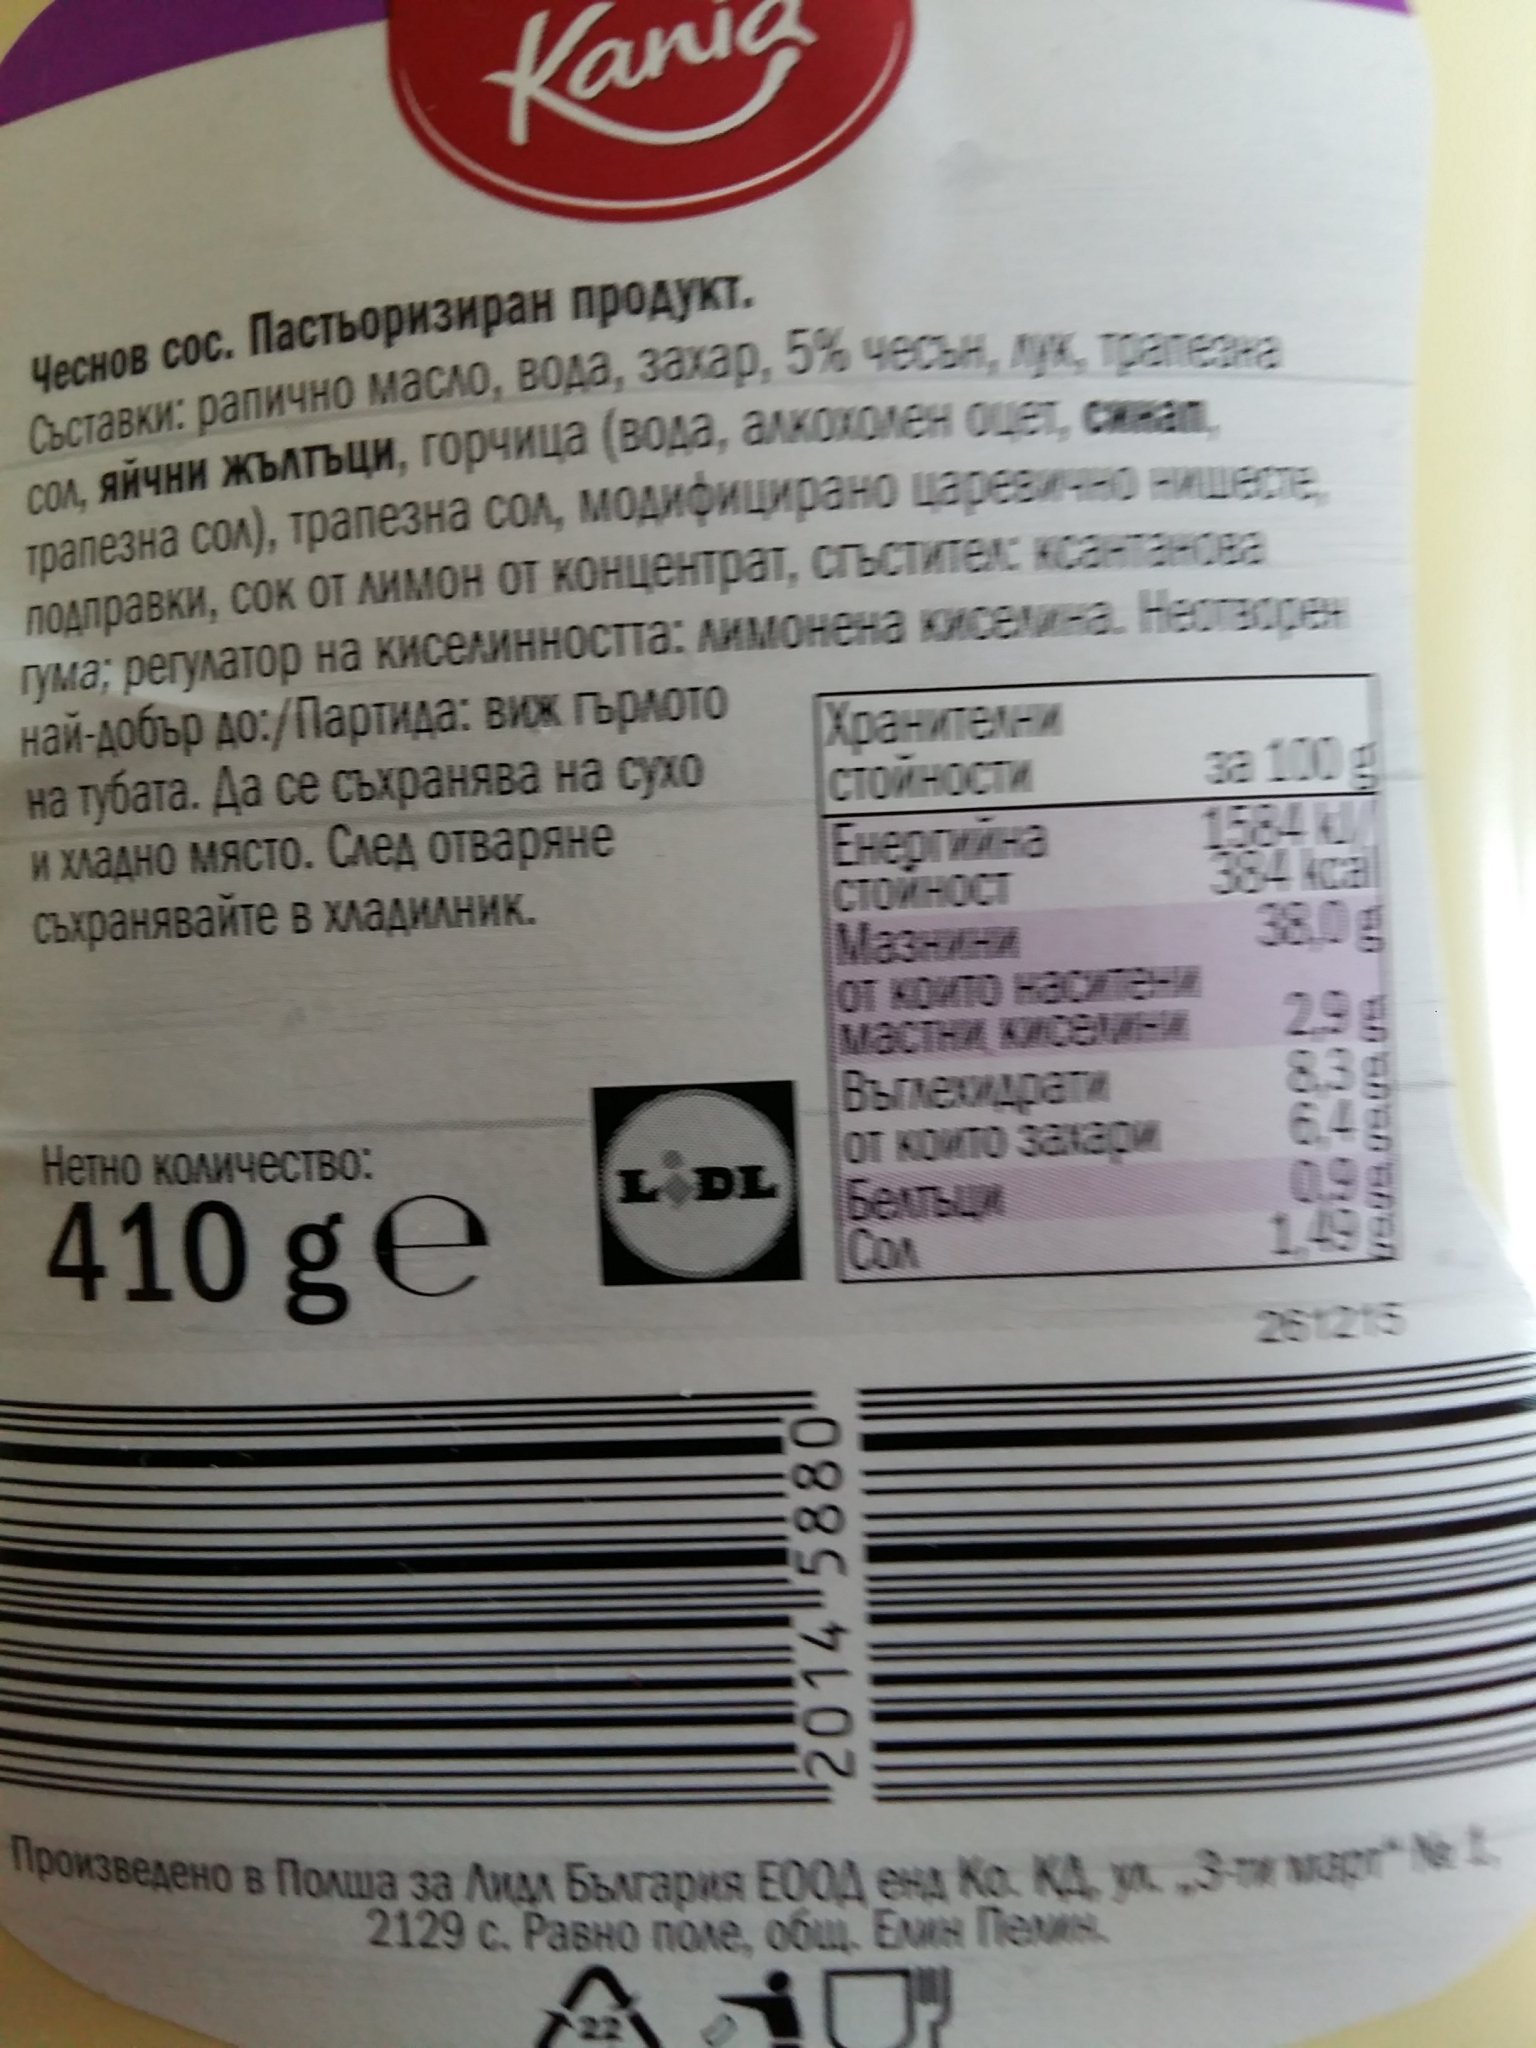 Kania
Чеснов сос. Пастьоризиран продукт.
Съставки: рапично масло, вода, захар, 5% чесън, лук, трапезна
сол, яйчни жълтъци, горчица (вода, алкохолен оцет, синап,
трапезна сол), трапезна сол, модифицирано царевично нишесте,
подправки, сок от лимон от концентрат, сгъстител: ксантанова
гума; регулатор на киселинността: лимонена киселина. Неотворен
най-добър до:/Партида: виж гърлото
на тубата. Да се съхранява на сухо
и хладно място. След отваряне
съхранявайте в хладилник.
Хранителни
стойности за 100 g
Енергийна 1584 kJ/
стойност 384 kcal
Мазнини 38,0 g
от които наситени
мастни киселини 2,9 g
Въглехидрати 8,3 g
от които захари 6,4 g
Белтъци 0,9 g
Сол 1,49 g
Нетно количество:
410 g e
LIDL
261215
2014 5880
Произведено в Полша за Лидл България ЕООД енд Ко. КД, ул. „3-ти март“ № 1,
2129 с. Равно поле, общ. Елин Пелин.
22